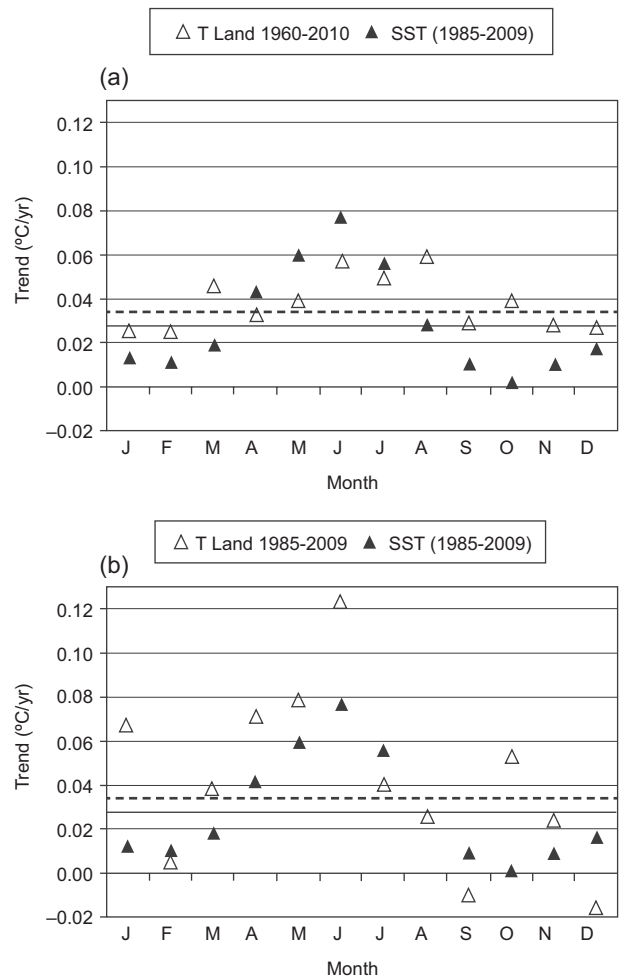 △ T Land 1960-2010 ▲ SST (1985-2009)
(a)
Trend (ºC/yr)
0.12
0.10
0.08
0.06
0.04
0.02
0.00
–0.02
J F M A M J J A S O N D
Month
△ T Land 1985-2009 ▲ SST (1985-2009)
(b)
Trend (ºC/yr)
0.12
0.10
0.08
0.06
0.04
0.02
0.00
–0.02
J F M A M J J A S O N D
Month